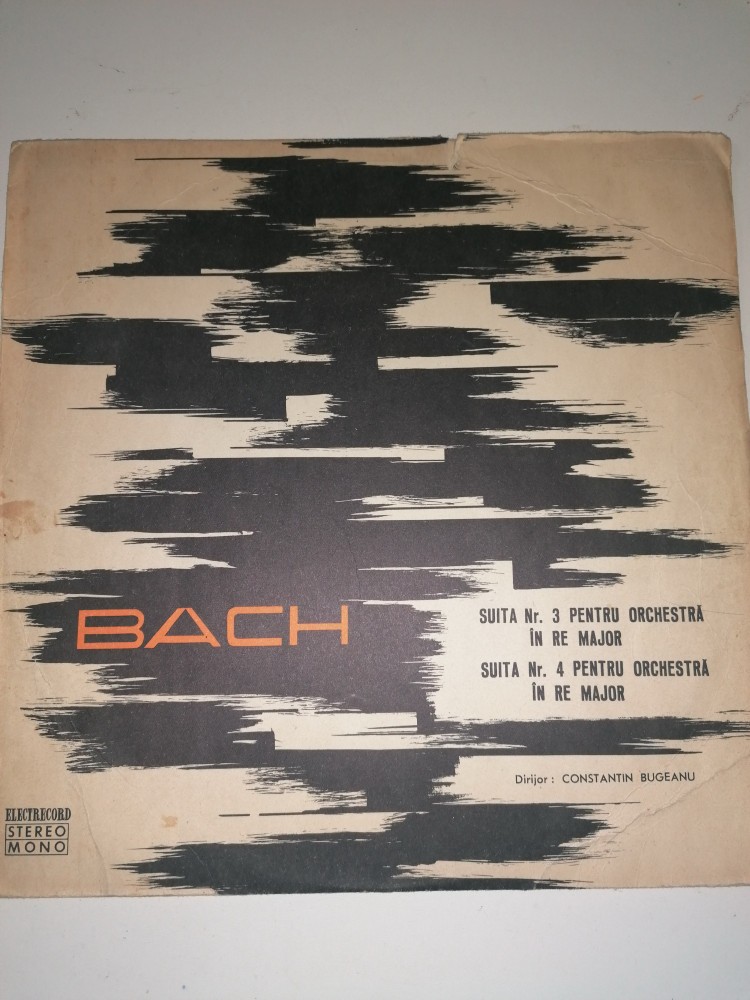 BACH
SUITA Nr. 3 PENTRU ORCHESTRĂ
ÎN RE MAJOR
SUITA Nr. 4 PENTRU ORCHESTRĂ
ÎN RE MAJOR
Dirijor : CONSTANTIN BUGEANU
ELECTRECORD
STEREO
MONO